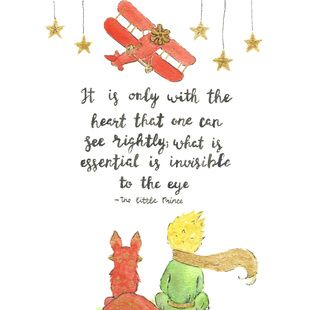 It is only with the
heart that one can
see rightly; what is
essential is invisible
to the eye
~The Little Prince